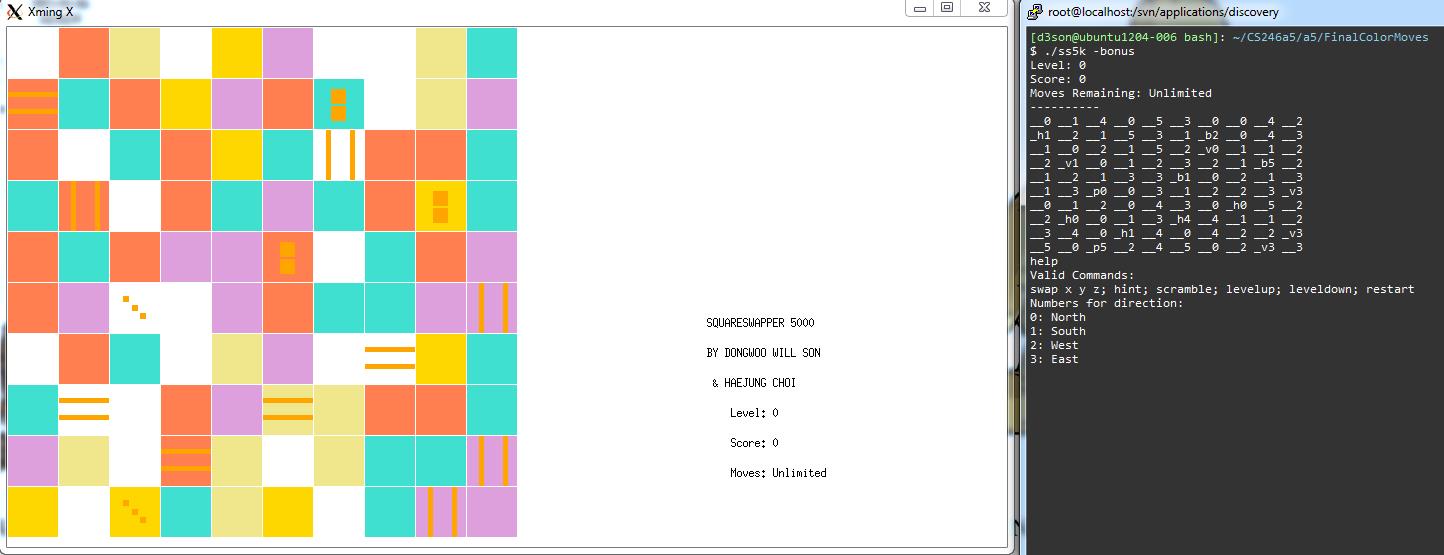 Xming X
SQUARESWAPPER 5000
BY DONGWOO WILL SON
& HAEJUNG CHOI
Level: 0
Score: 0
Moves: Unlimited
root@localhost:/svn/applications/discovery
[d3son@ubuntu1204-006 bash]: ~/CS246a5/a5/FinalColorMoves
$ ./ss5k -bonus
Level: 0
Score: 0
Moves Remaining: Unlimited
----------
__0 __1 __4 __0 __5 __3 __0 __0 __4 __2
_h1 __2 __1 __5 __3 __1 _b2 __0 __4 __3
__1 __0 __2 __1 __5 __2 _v0 __1 __1 __2
__2 _v1 __0 __1 __2 __3 __2 __1 _b5 __2
__1 __2 __1 __3 __3 _b1 __0 __2 __1 __3
__1 __3 _p0 __0 __3 __1 __2 __2 __3 _v3
__0 __1 __2 __0 __4 __3 __0 _h0 __5 __2
__2 _h0 __0 __1 __3 _h4 __4 __1 __1 __2
__3 __4 __0 _h1 __4 __0 __4 __2 __2 _v3
__5 __0 _p5 __2 __4 __5 __0 __2 _v3 __3
help
Valid Commands:
swap x y z; hint; scramble; levelup; leveldown; restart
Numbers for direction:
0: North
1: South
2: West
3: East